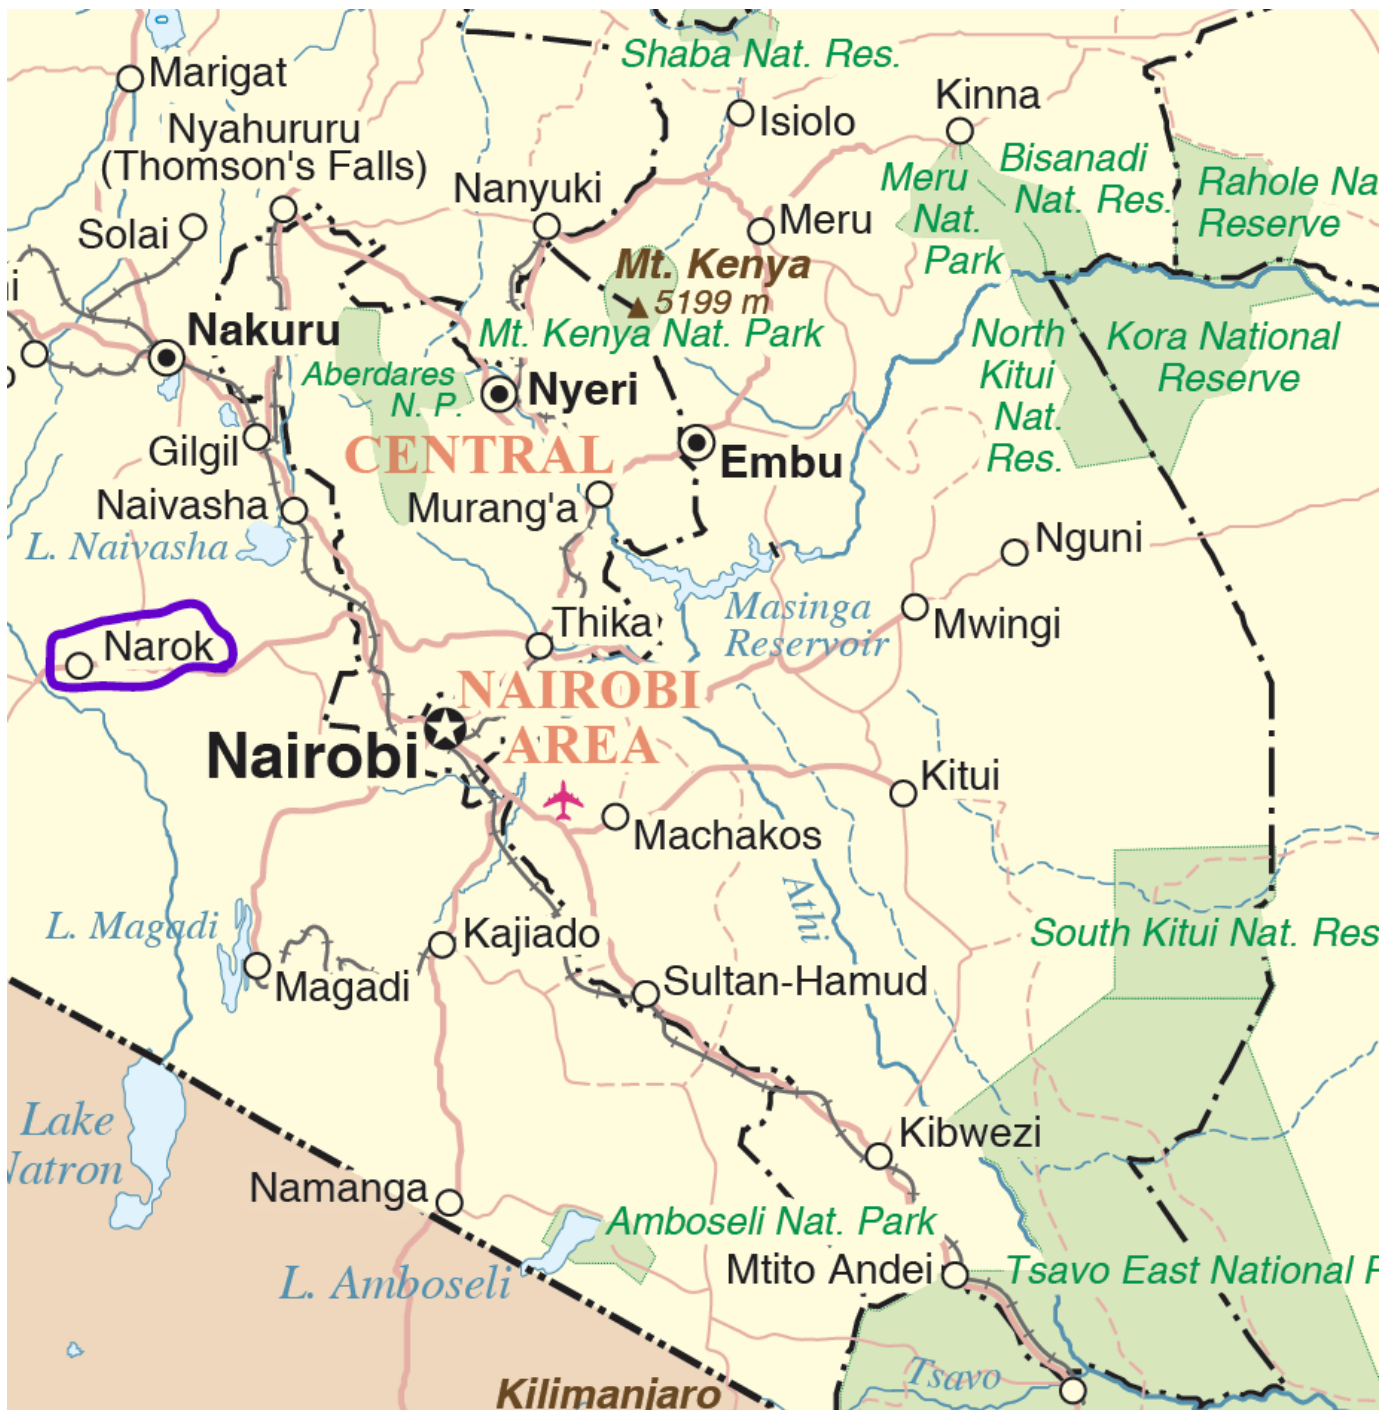 Shaba Nat. Res.
Marigat
Kinna
Isiolo
Nyahururu
(Thomson's Falls)
Bisanadi
Nat. Res.
Meru
Nat.
Park
Rahole Na
Reserve
Nanyuki
Meru
Solai
Mt. Kenya
5199 m
Nakuru
Mt. Kenya Nat. Park
North
Kitui
Nat.
Res.
Kora National
Reserve
Aberdares
N. P.
Nyeri
Gilgil
CENTRAL
Embu
Naivasha
Murang'a
L. Naivasha
Nguni
Masinga
Reservoir
Mwingi
Thika
Narok
NAIROBI
AREA
Nairobi
Kitui
Machakos
Athi
L. Magadi
Kajiado
South Kitui Nat. Res
Magadi
Sultan-Hamud
Lake
Natron
Kibwezi
Namanga
Amboseli Nat. Park
L. Amboseli
Mtito Andei
Tsavo East National P
Tsavo
Kilimanjaro